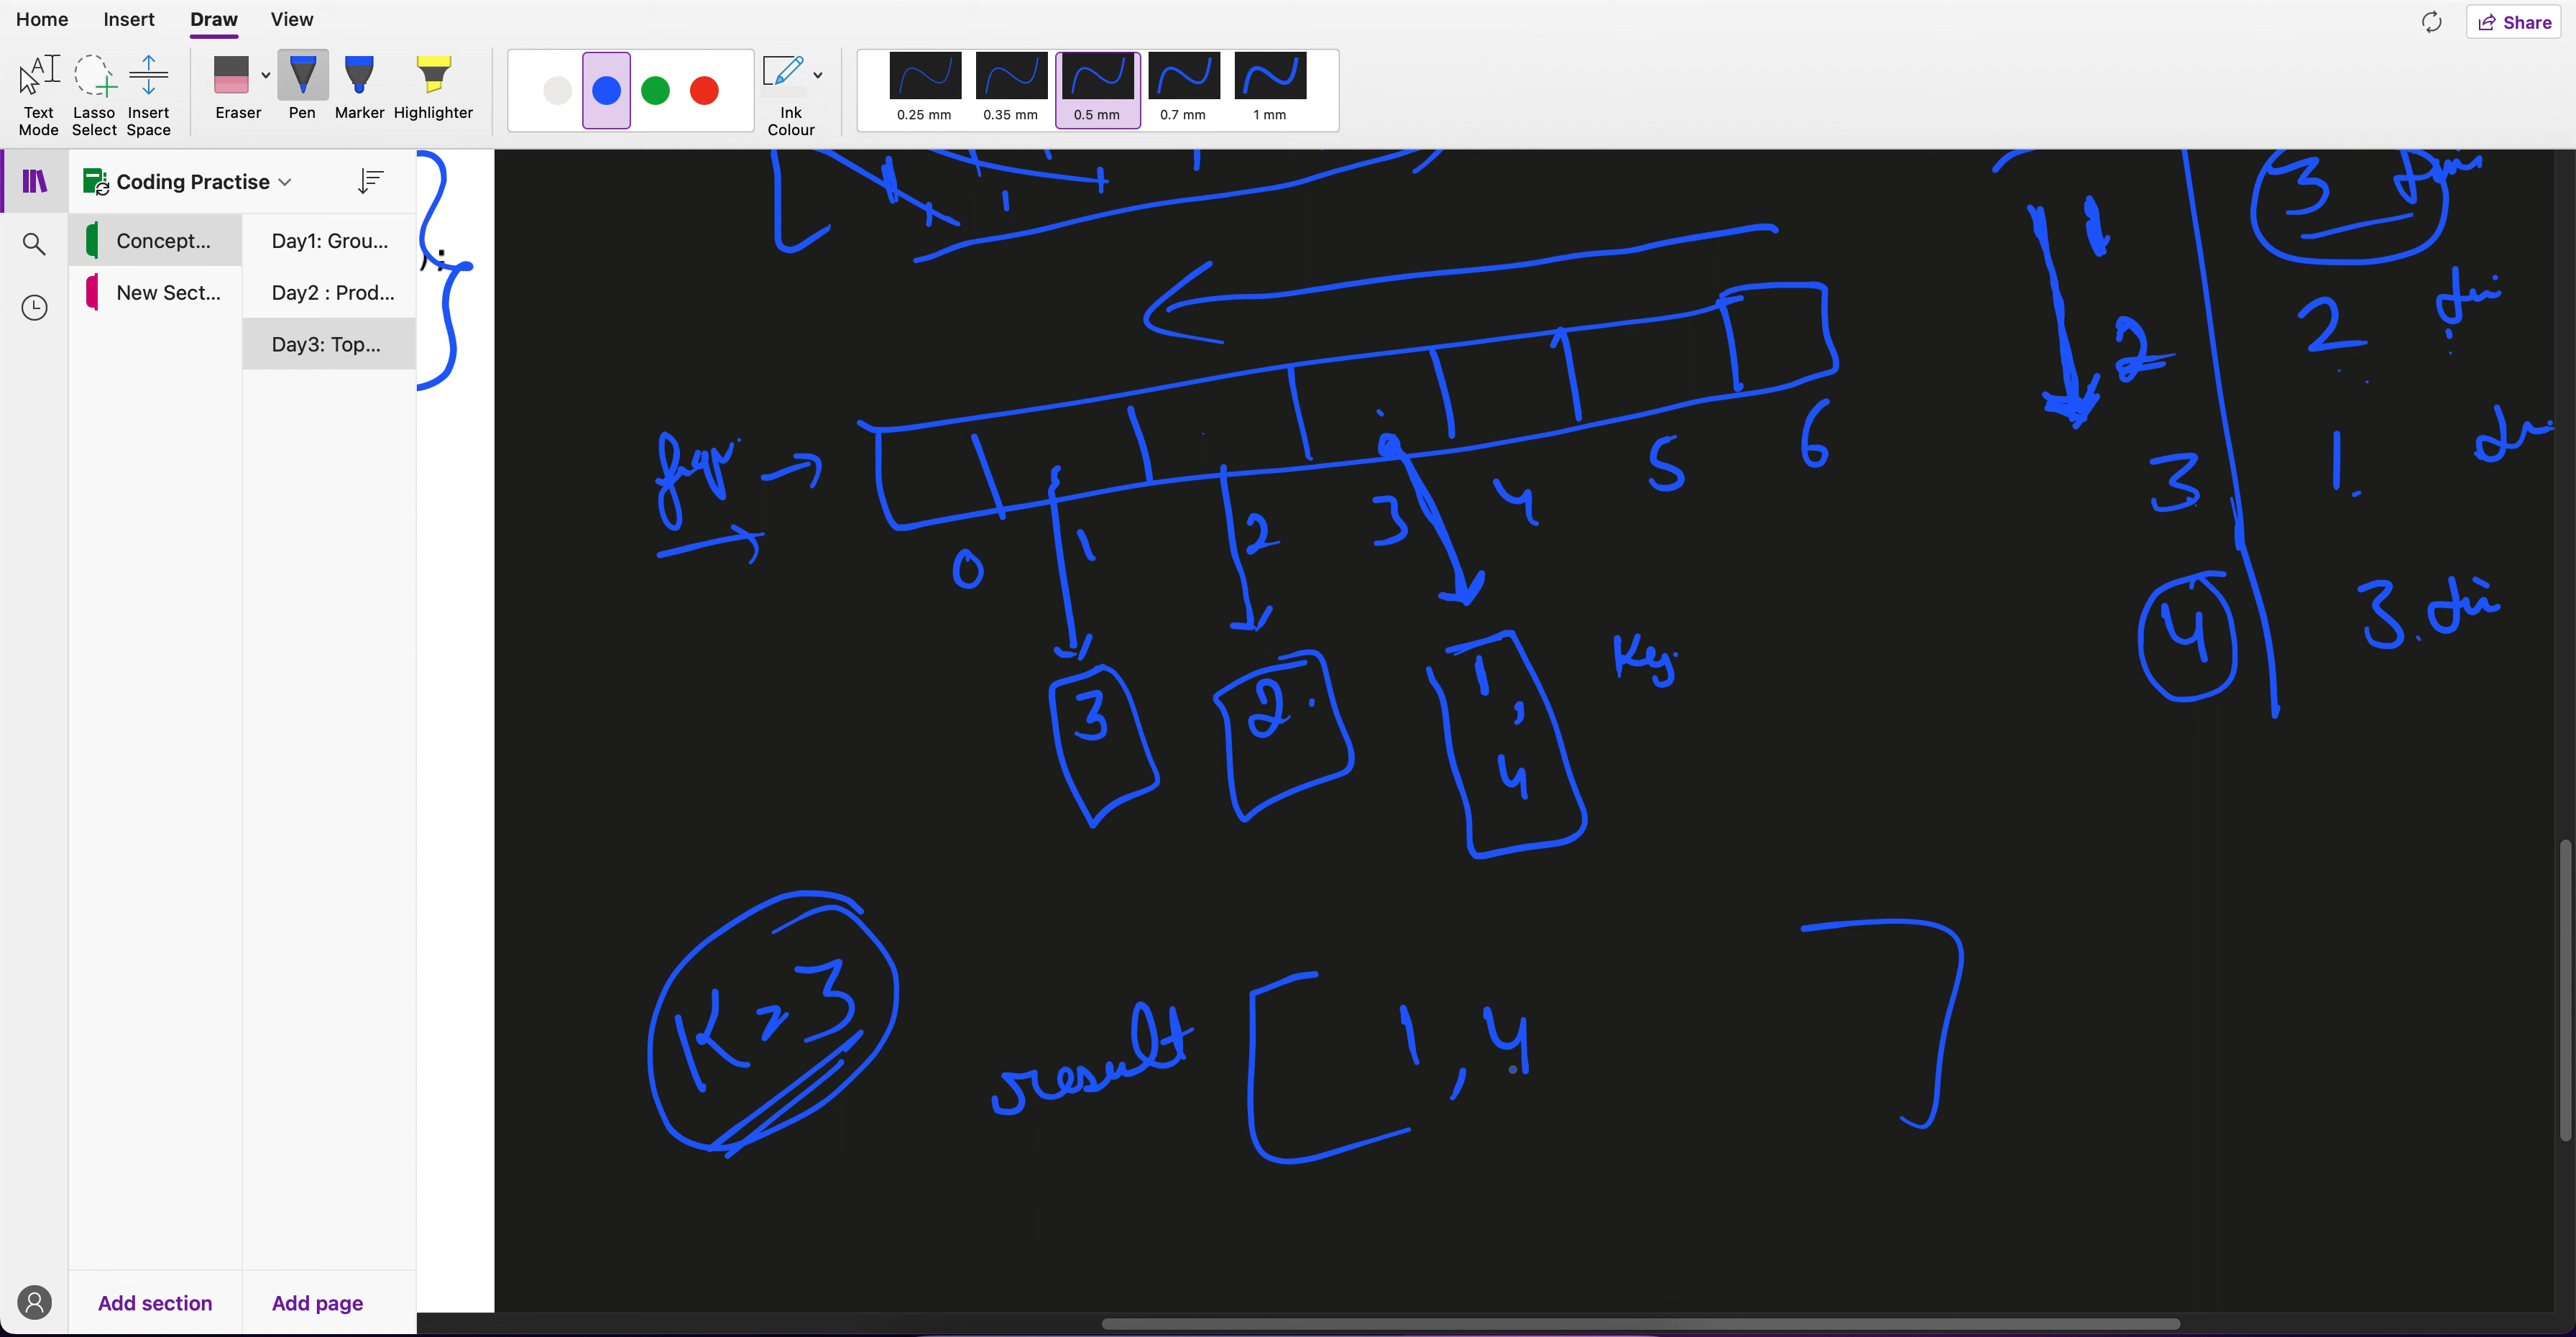 Home Insert Draw View
Share
Text Mode
Lasso Select
Insert Space
Eraser
Pen
Marker
Highlighter
Ink Colour
0.25 mm
0.35 mm
0.5 mm
0.7 mm
1 mm
Coding Practise
Concept...
New Sect...
Day1: Grou...
Day2 : Prod...
Day3: Top...
);
0 1 2 3 4 5 6
3
2
1
,
4
Key
1 3
2 2
3 1
4 3
K = 3
result [ 1, 4 ]
Add section
Add page